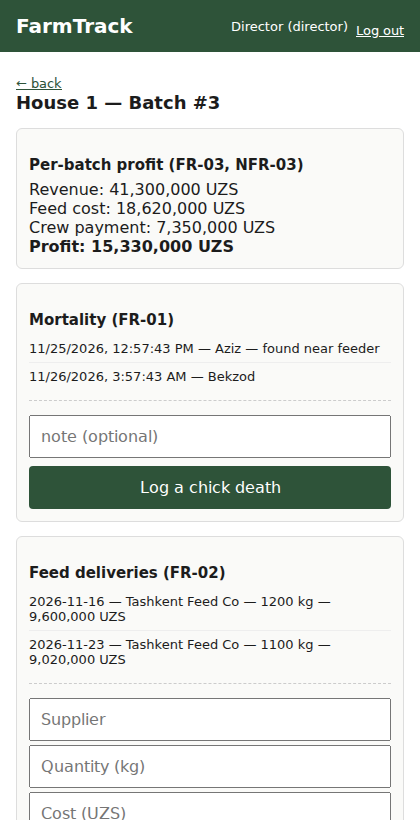 FarmTrack
Director (director) Log out
← back
House 1 — Batch #3
Per-batch profit (FR-03, NFR-03)
Revenue: 41,300,000 UZS
Feed cost: 18,620,000 UZS
Crew payment: 7,350,000 UZS
Profit: 15,330,000 UZS
Mortality (FR-01)
11/25/2026, 12:57:43 PM — Aziz — found near feeder
11/26/2026, 3:57:43 AM — Bekzod
note (optional)
Log a chick death
Feed deliveries (FR-02)
2026-11-16 — Tashkent Feed Co — 1200 kg —
9,600,000 UZS
2026-11-23 — Tashkent Feed Co — 1100 kg —
9,020,000 UZS
Supplier
Quantity (kg)
Cost (UZS)